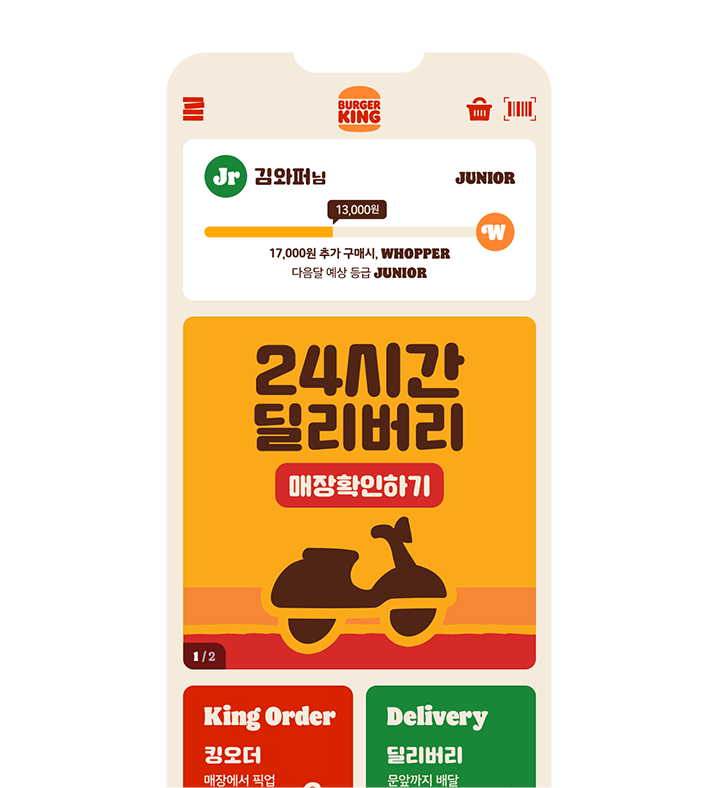 BURGER
KING
Jr 김와퍼님 JUNIOR
13,000원
W
17,000원 추가 구매시, WHOPPER
다음달 예상 등급 JUNIOR
24시간
딜리버리
매장확인하기
1 / 2
King Order
킹오더
매장에서 픽업
Delivery
딜리버리
문앞까지 배달